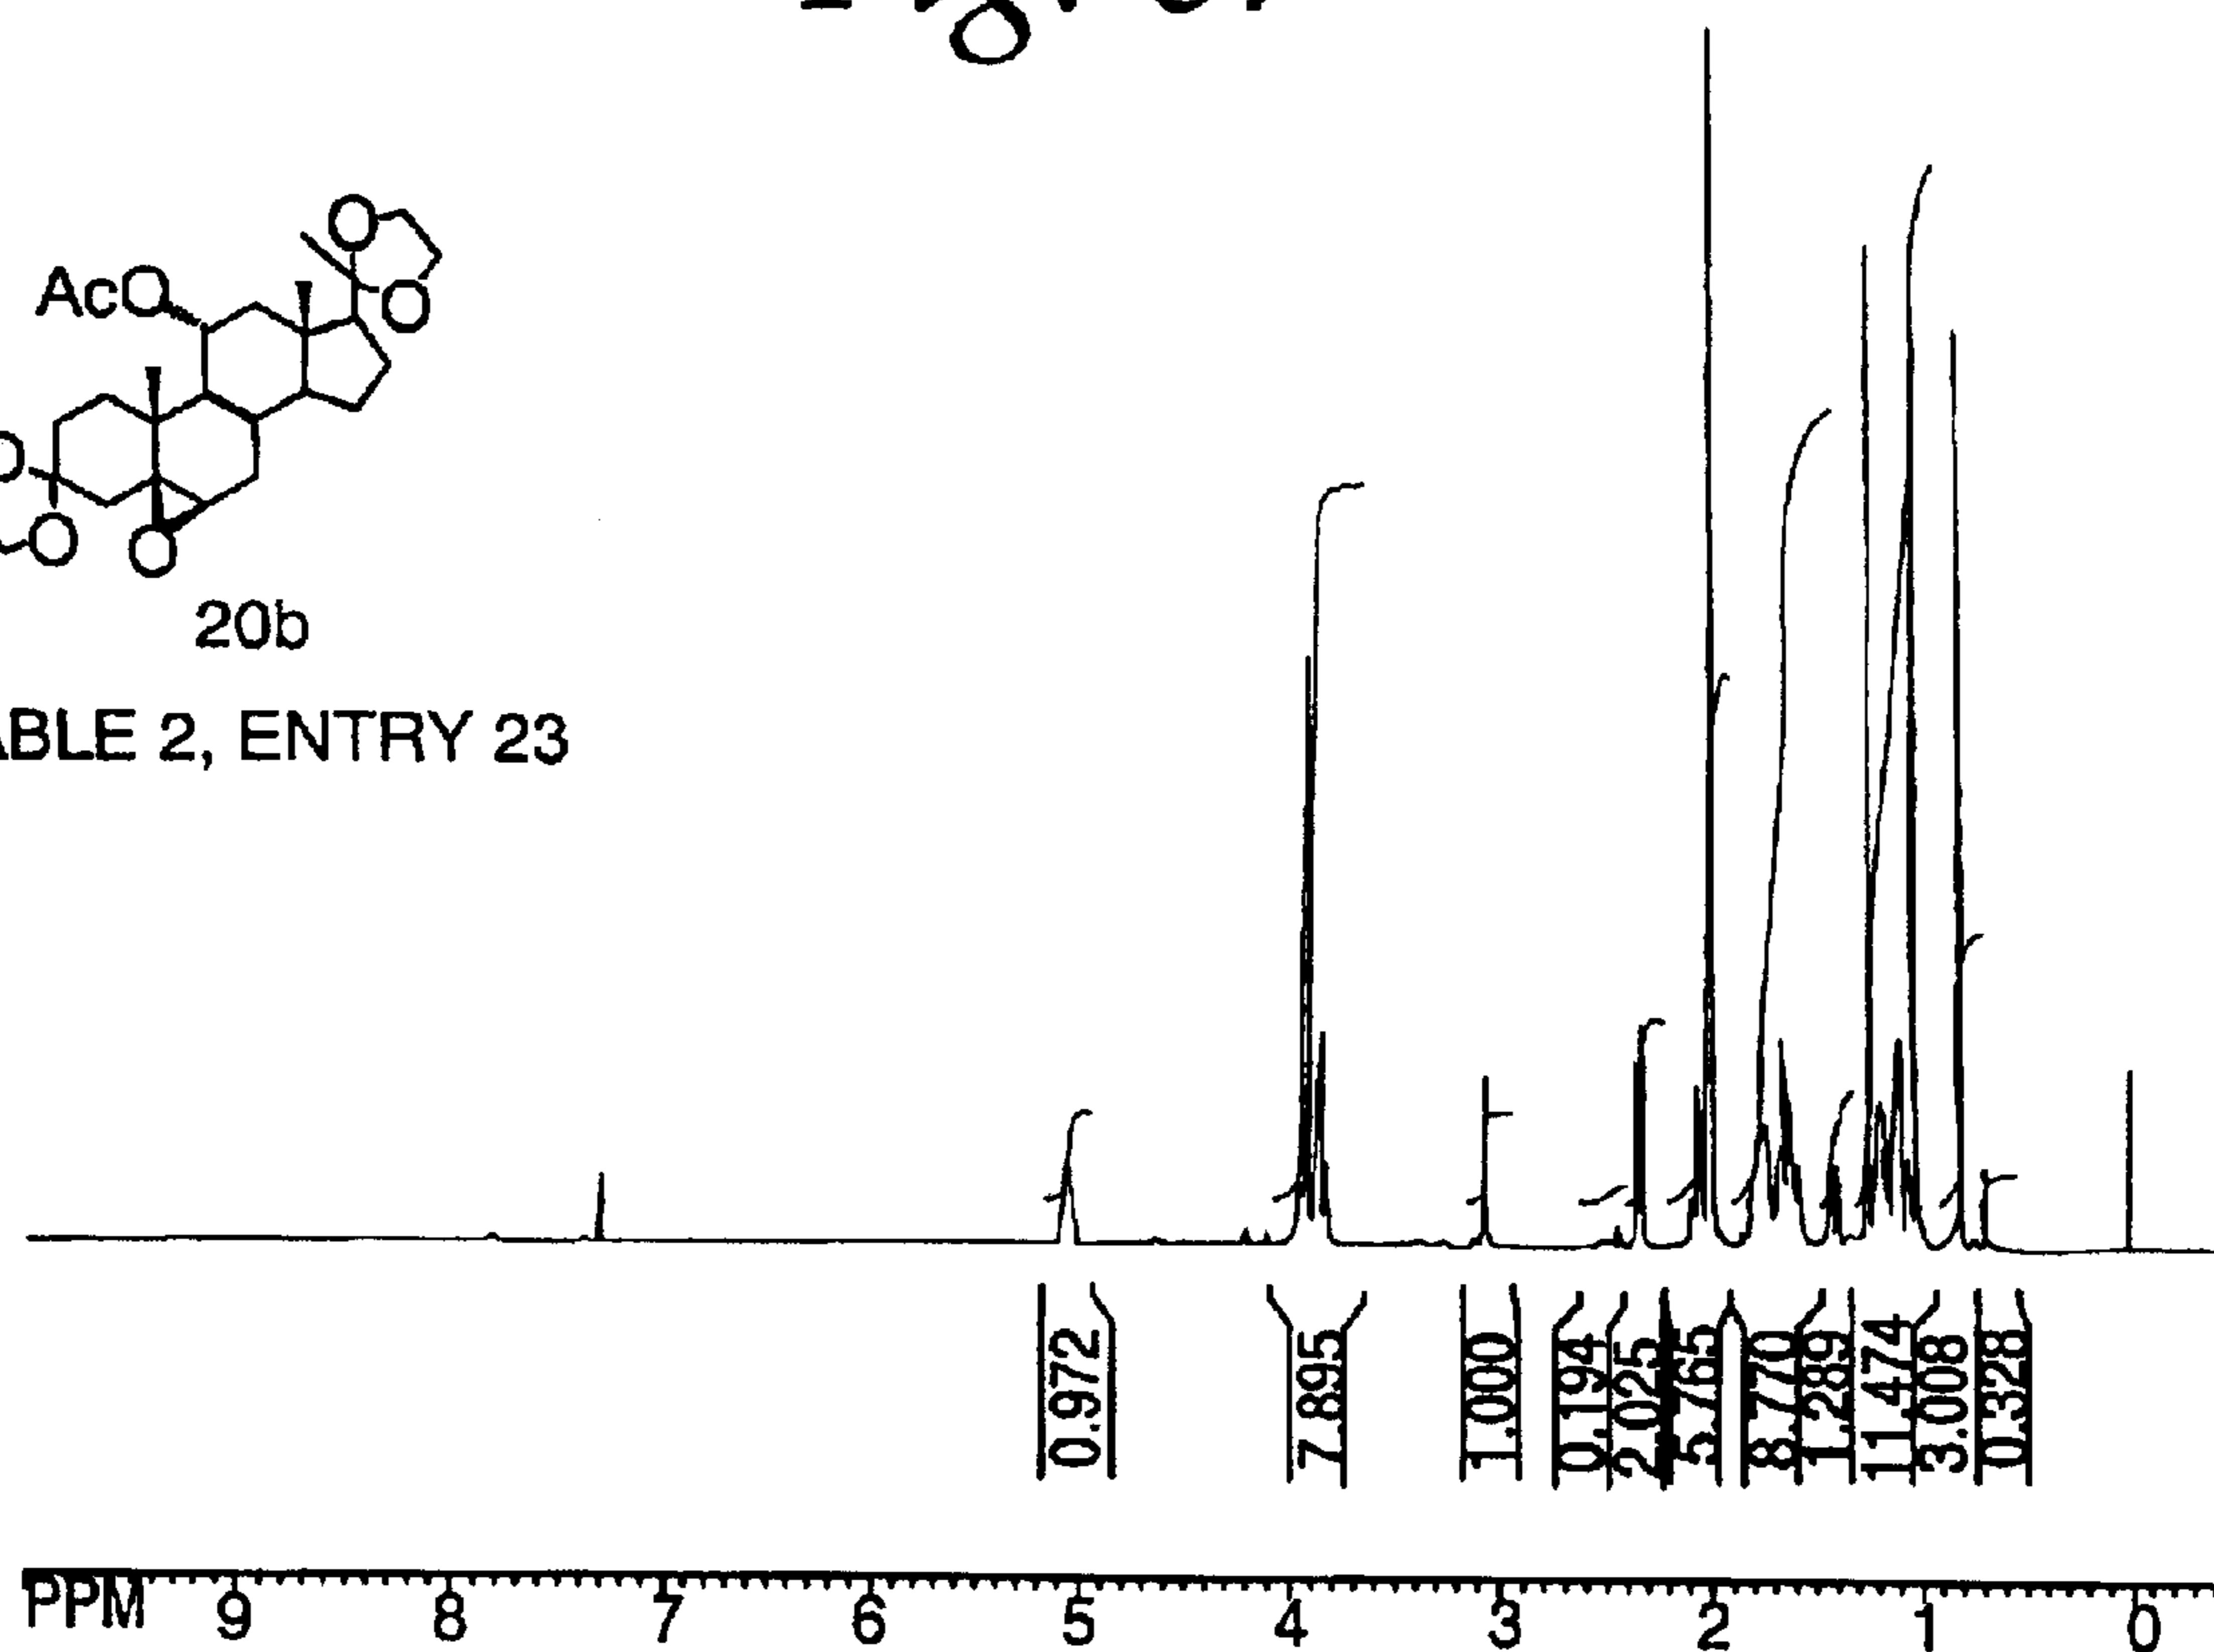 AcO
O
O
O
O
O
20b
ABLE 2, ENTRY 23
0.972
7.895
1.000
0.194
2.025
5.765
8.770
1.289
11.474
3.008
0.328
PPM 9 8 7 6 5 4 3 2 1 0